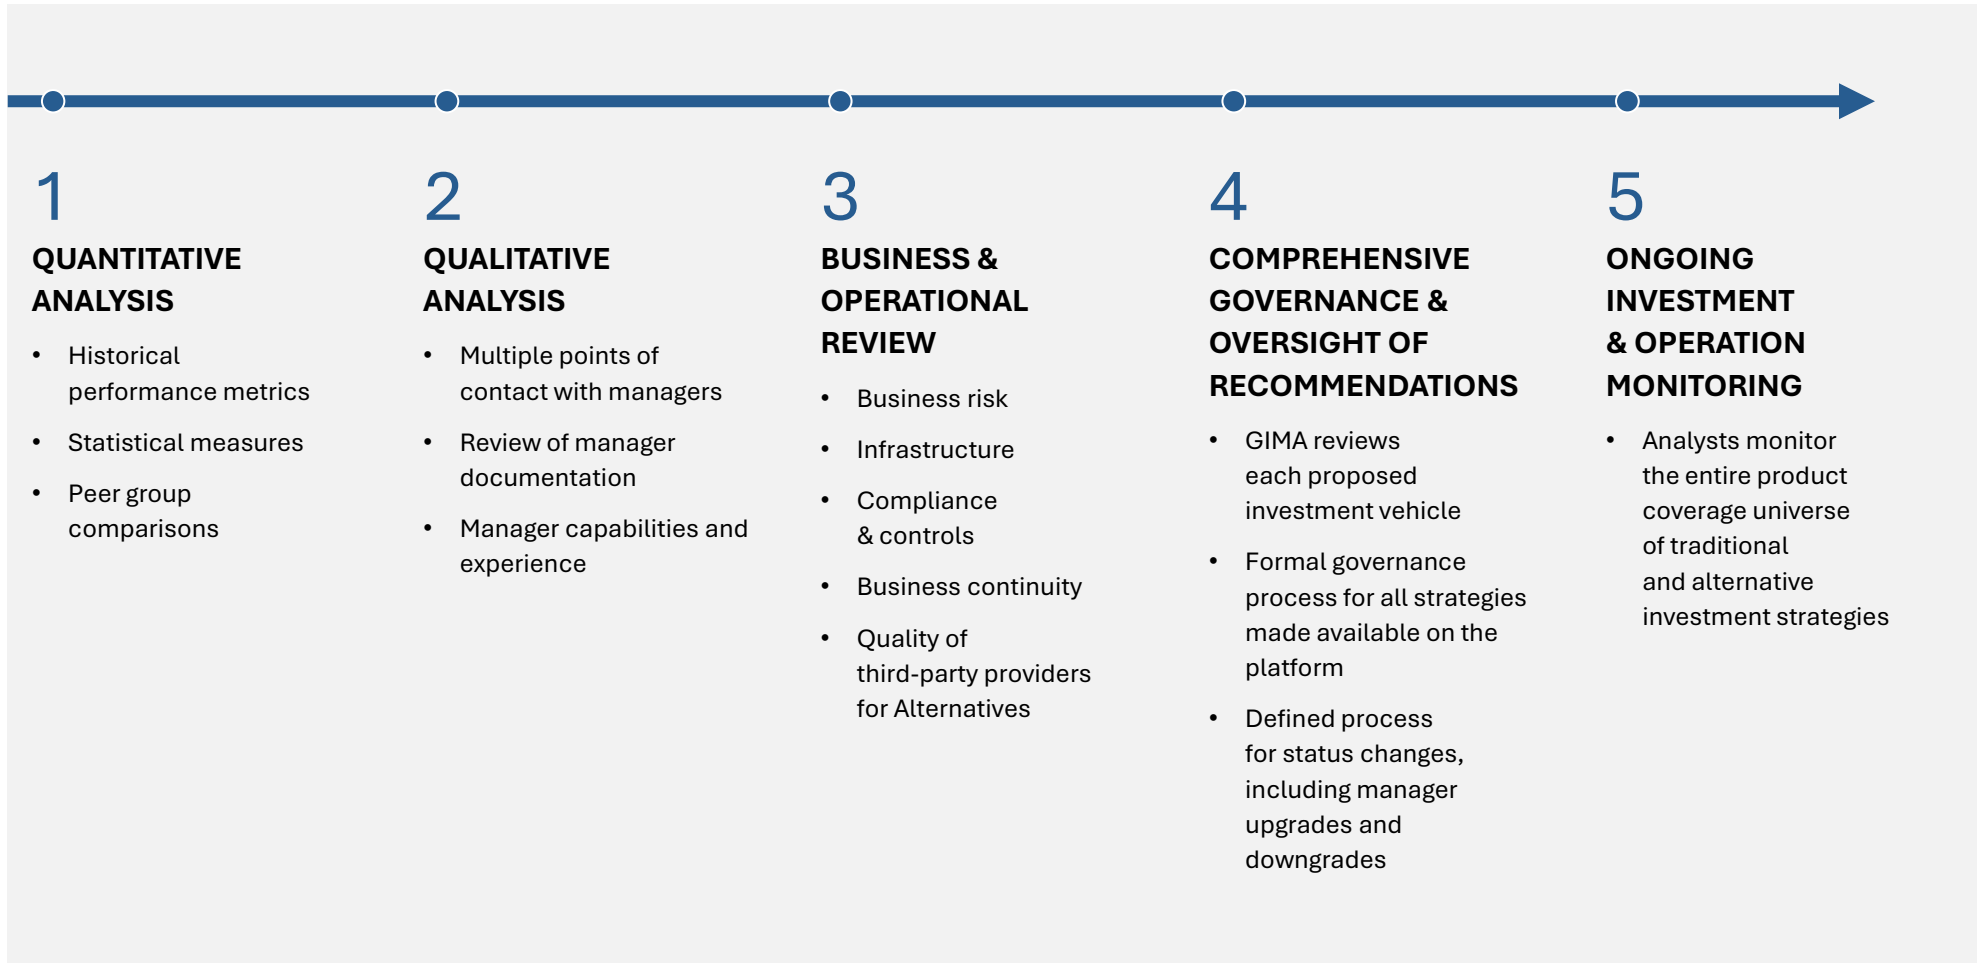 1
QUANTITATIVE
ANALYSIS
• Historical
performance metrics
• Statistical measures
• Peer group
comparisons
2
QUALITATIVE
ANALYSIS
• Multiple points of
contact with managers
• Review of manager
documentation
• Manager capabilities and
experience
3
BUSINESS &
OPERATIONAL
REVIEW
• Business risk
• Infrastructure
• Compliance
& controls
• Business continuity
• Quality of
third-party providers
for Alternatives
4
COMPREHENSIVE
GOVERNANCE &
OVERSIGHT OF
RECOMMENDATIONS
• GIMA reviews
each proposed
investment vehicle
• Formal governance
process for all strategies
made available on the
platform
• Defined process
for status changes,
including manager
upgrades and
downgrades
5
ONGOING
INVESTMENT
& OPERATION
MONITORING
• Analysts monitor
the entire product
coverage universe
of traditional
and alternative
investment strategies